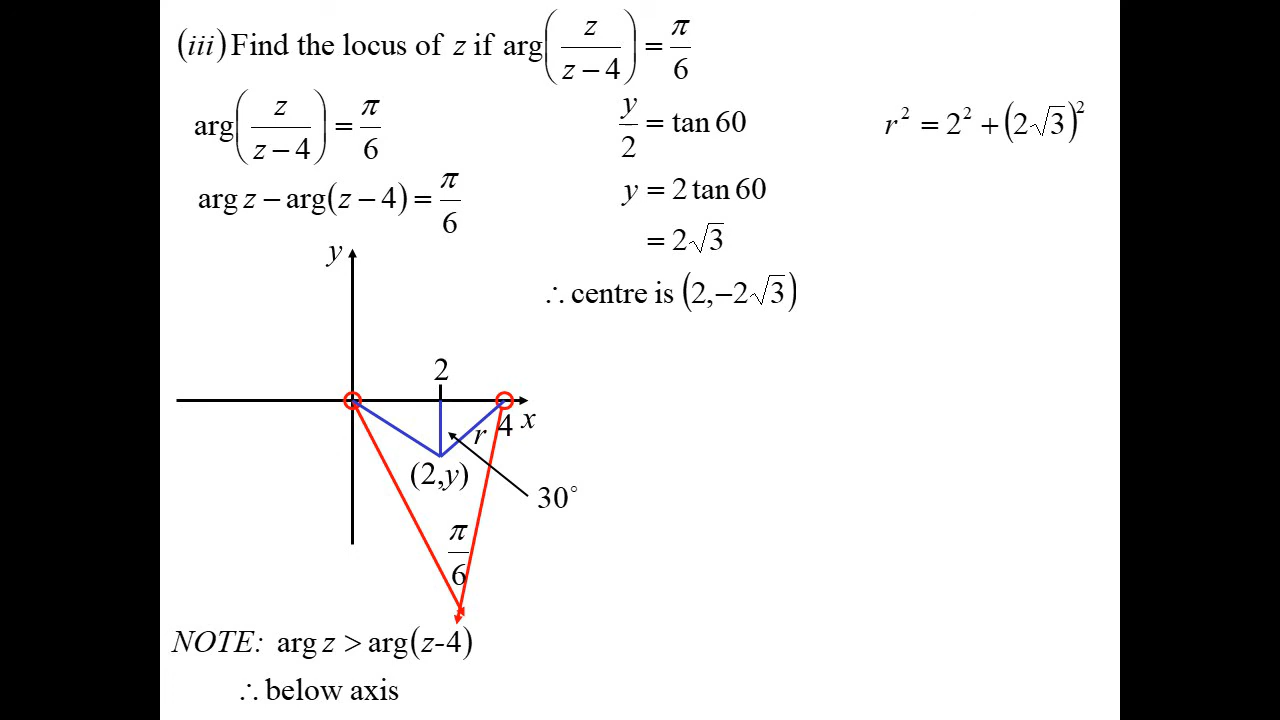 (iii) Find the locus of z if arg(z/(z − 4)) = π/6
arg(z/(z − 4)) = π/6
arg z − arg(z − 4) = π/6
y
2
4
x
r
(2,y)
30°
π/6
NOTE: arg z > arg(z-4)
∴ below axis
y/2 = tan 60
y = 2 tan 60
= 2√3
∴ centre is (2,−2√3)
r² = 2² + (2√3)²